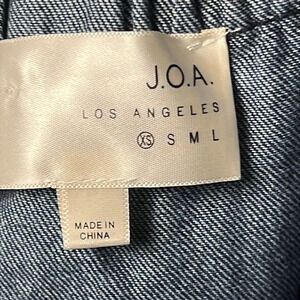 J.O.A.
LOS ANGELES
XS S M L
MADE IN
CHINA